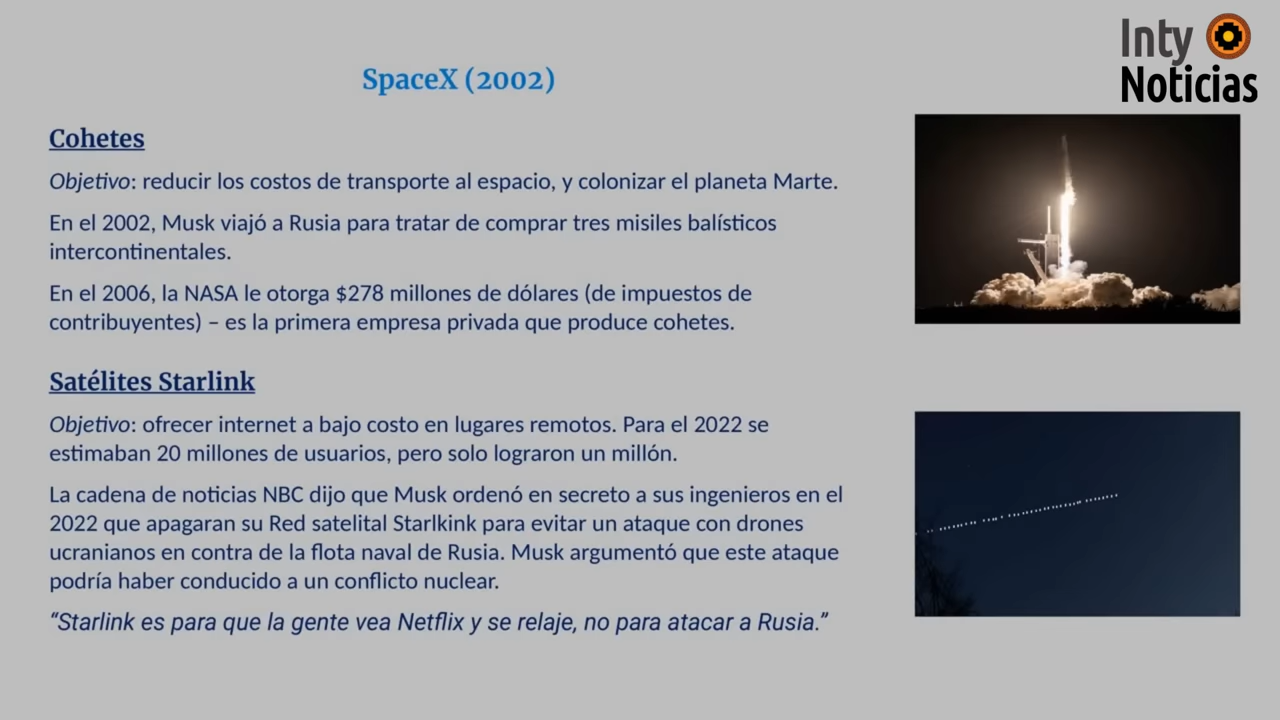 Inty
Noticias
SpaceX (2002)
Cohetes
Objetivo: reducir los costos de transporte al espacio, y colonizar el planeta Marte.
En el 2002, Musk viajó a Rusia para tratar de comprar tres misiles balísticos
intercontinentales.
En el 2006, la NASA le otorga $278 millones de dólares (de impuestos de
contribuyentes) – es la primera empresa privada que produce cohetes.
Satélites Starlink
Objetivo: ofrecer internet a bajo costo en lugares remotos. Para el 2022 se
estimaban 20 millones de usuarios, pero solo lograron un millón.
La cadena de noticias NBC dijo que Musk ordenó en secreto a sus ingenieros en el
2022 que apagaran su Red satelital Starlkink para evitar un ataque con drones
ucranianos en contra de la flota naval de Rusia. Musk argumentó que este ataque
podría haber conducido a un conflicto nuclear.
“Starlink es para que la gente vea Netflix y se relaje, no para atacar a Rusia.”